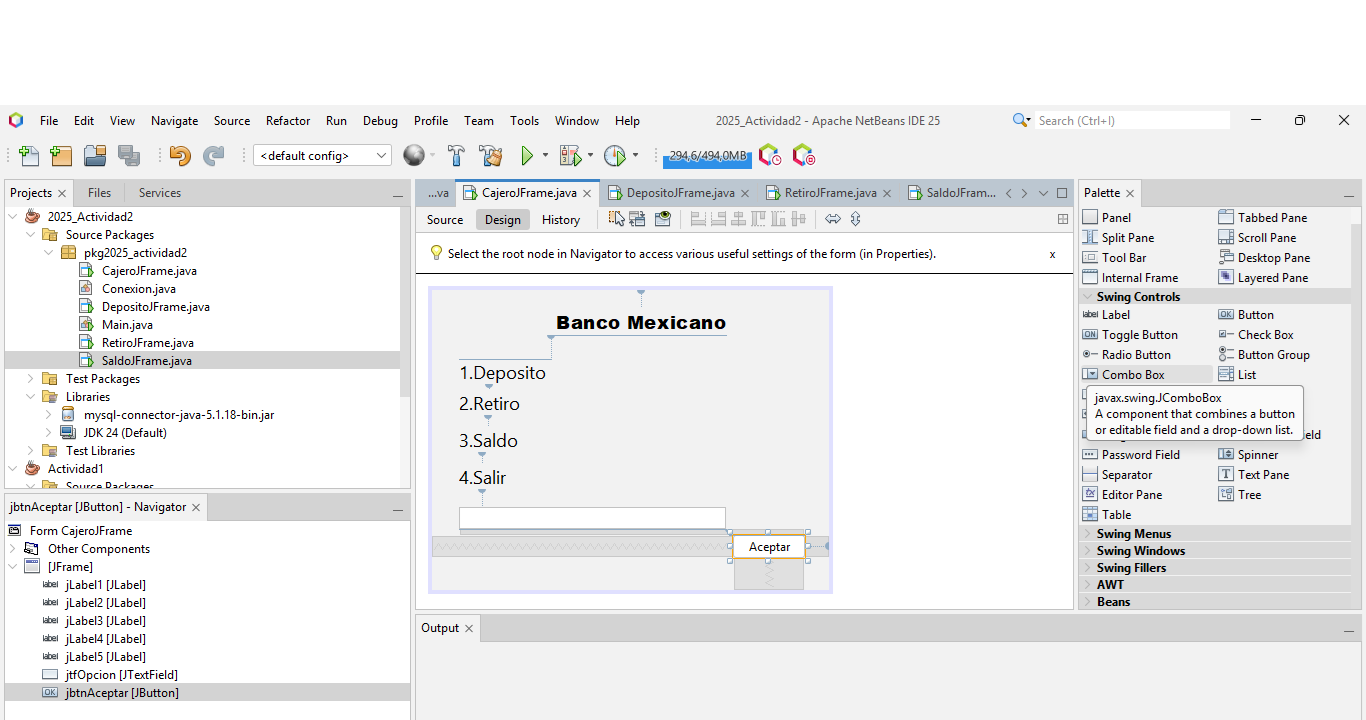 File Edit View Navigate Source Refactor Run Debug Profile Team Tools Window Help 2025_Actividad2 - Apache NetBeans IDE 25 Search (Ctrl+I)
<default config> 294,6/494,0MB
Projects Files Services
2025_Actividad2
Source Packages
pkg2025_actividad2
CajeroJFrame.java
Conexion.java
DepositoJFrame.java
Main.java
RetiroJFrame.java
SaldoJFrame.java
Test Packages
Libraries
mysql-connector-java-5.1.18-bin.jar
JDK 24 (Default)
Test Libraries
Actividad1
Source Packages
jbtnAceptar [JButton] - Navigator
Form CajeroJFrame
Other Components
[JFrame]
label jLabel1 [JLabel]
label jLabel2 [JLabel]
label jLabel3 [JLabel]
label jLabel4 [JLabel]
label jLabel5 [JLabel]
jtfOpcion [JTextField]
OK jbtnAceptar [JButton]
...va CajeroJFrame.java DepositoJFrame.java RetiroJFrame.java SaldoJFram...
Source Design History
Select the root node in Navigator to access various useful settings of the form (in Properties). x
Banco Mexicano
1.Deposito
2.Retiro
3.Saldo
4.Salir
Aceptar
Output
Palette
Panel Tabbed Pane
Split Pane Scroll Pane
Tool Bar Desktop Pane
Internal Frame Layered Pane
Swing Controls
label Label OK Button
ON Toggle Button Check Box
Radio Button Button Group
Combo Box List
javax.swing.JComboBox
A component that combines a button
or editable field and a drop-down list.
Password Field Spinner
Separator Text Pane
Editor Pane Tree
Table
Swing Menus
Swing Windows
Swing Fillers
AWT
Beans